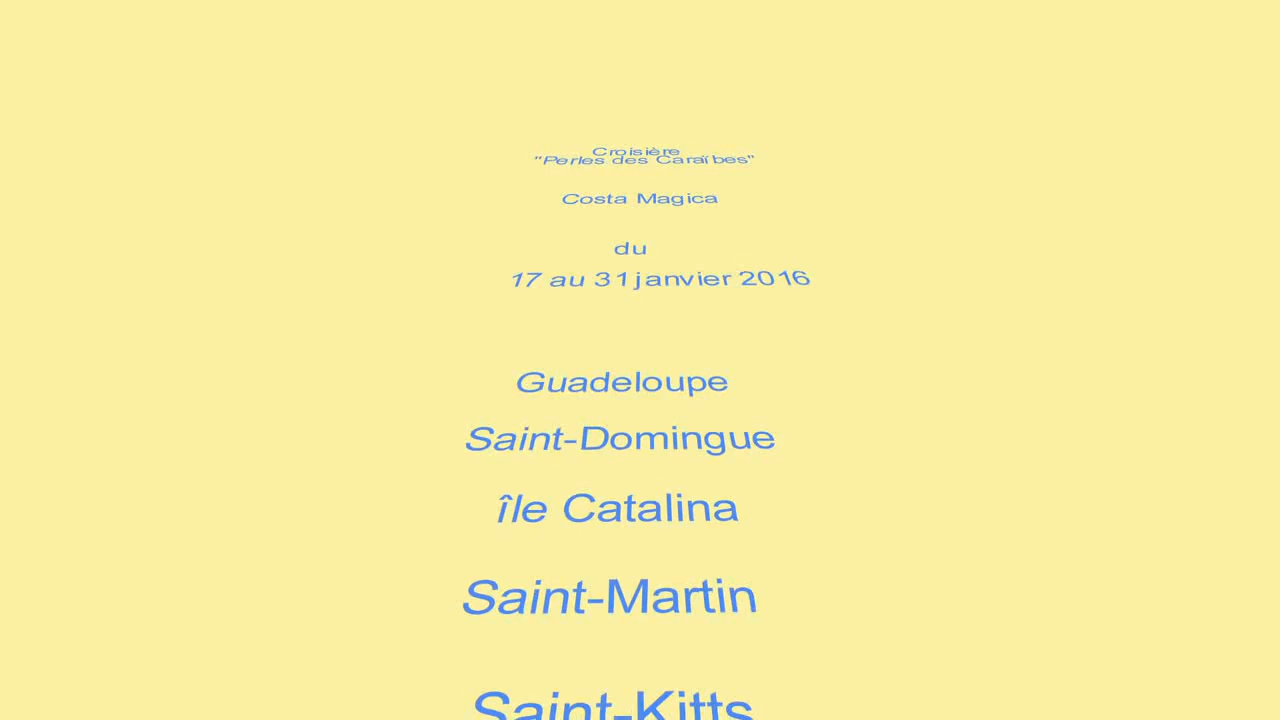 Croisière
"Perles des Caraïbes"
Costa Magica
du
17 au 31 janvier 2016
Guadeloupe
Saint-Domingue
île Catalina
Saint-Martin
Saint-Kitts